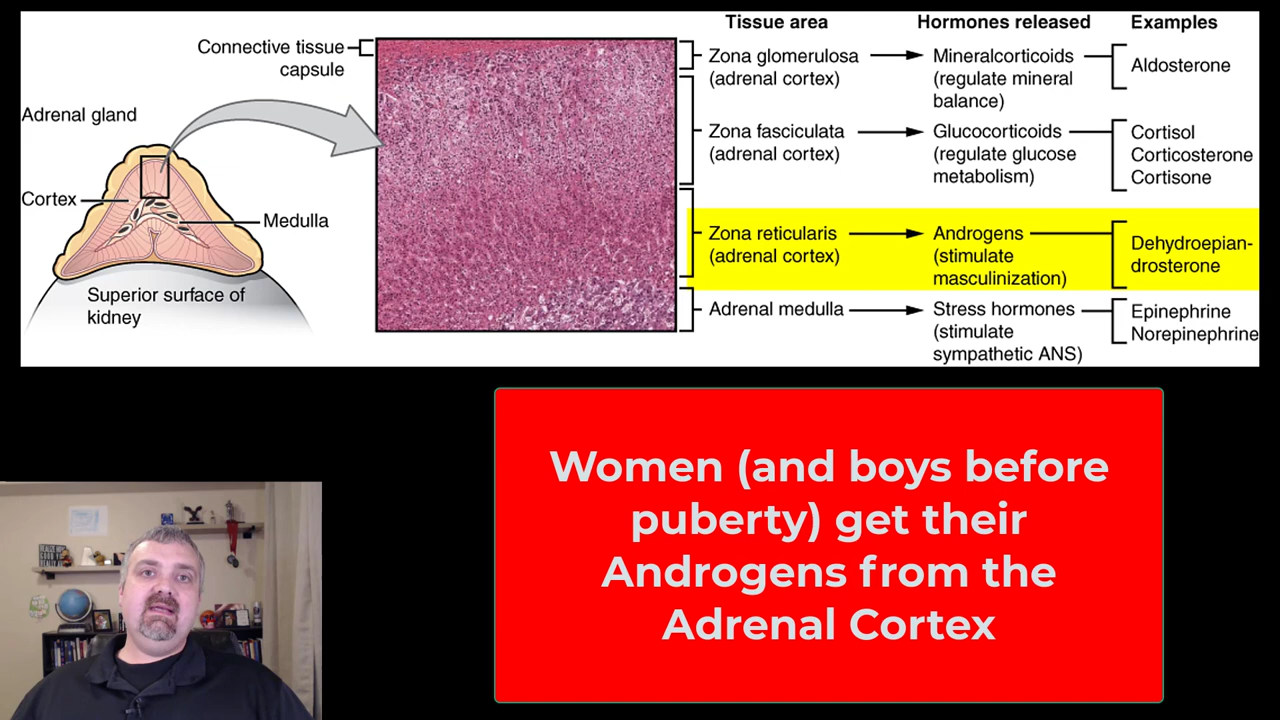 Tissue area
Hormones released
Examples
Connective tissue
capsule
Adrenal gland
Cortex
Medulla
Superior surface of
kidney
Zona glomerulosa
(adrenal cortex)
Mineralcorticoids
(regulate mineral
balance)
Aldosterone
Zona fasciculata
(adrenal cortex)
Glucocorticoids
(regulate glucose
metabolism)
Cortisol
Corticosterone
Cortisone
Zona reticularis
(adrenal cortex)
Androgens
(stimulate
masculinization)
Dehydroepian-
drosterone
Adrenal medulla
Stress hormones
(stimulate
sympathetic ANS)
Epinephrine
Norepinephrine
Women (and boys before
puberty) get their
Androgens from the
Adrenal Cortex